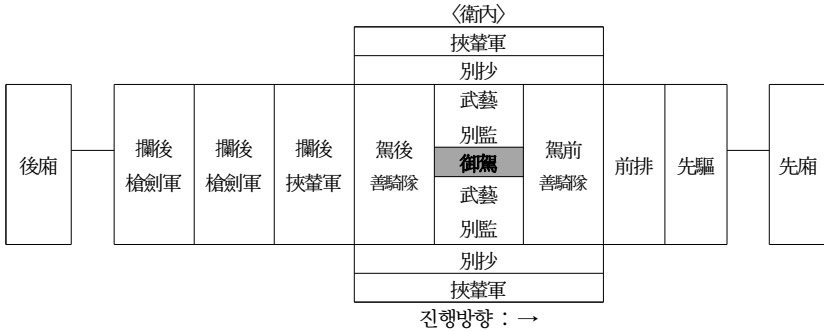 〈衛內〉
挾輦軍
別抄
後廂
攔後
槍劍軍
攔後
槍劍軍
攔後
挾輦軍
駕後
善騎隊
武藝
別監
御駕
武藝
別監
駕前
善騎隊
前排
先驅
先廂
別抄
挾輦軍
진행방향 : →